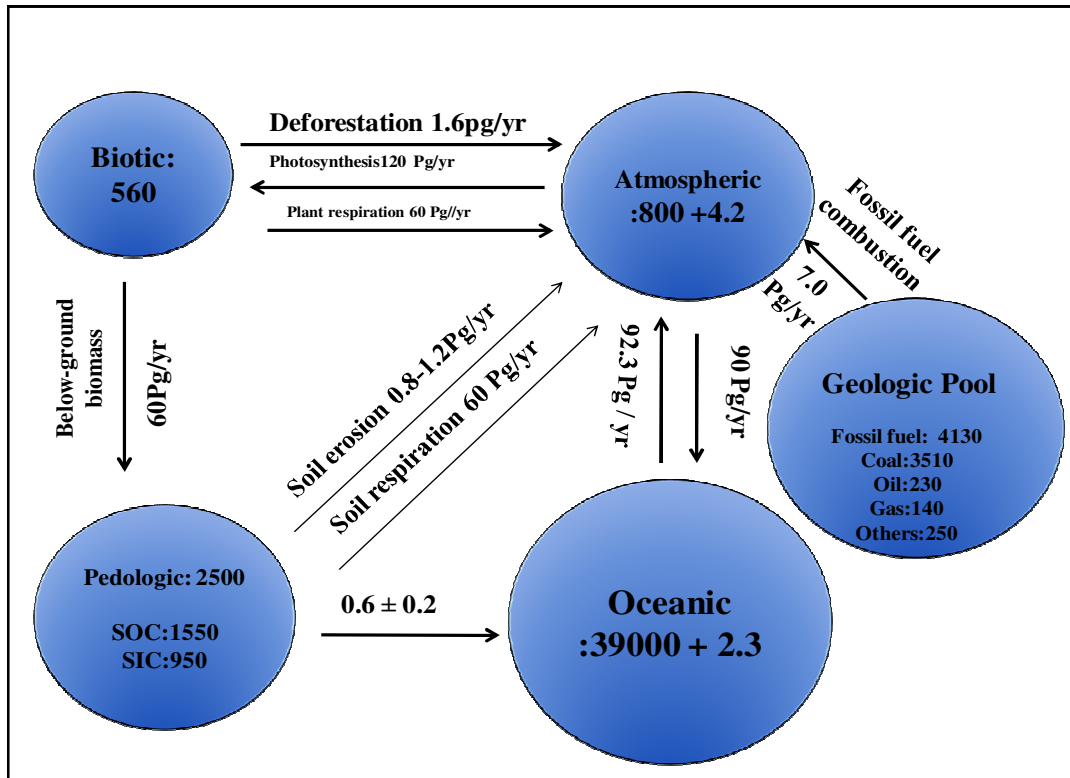 Deforestation 1.6pg/yr
Photosynthesis120 Pg/yr
Plant respiration 60 Pg//yr
Biotic:
560
Atmospheric
:800 +4.2
Fossil fuel
combustion
7.0
Pg/yr
Below-ground
biomass
60Pg/yr
Soil erosion 0.8-1.2Pg/yr
Soil respiration 60 Pg/yr
92.3 Pg / yr
90 Pg/yr
Geologic Pool
Fossil fuel: 4130
Coal:3510
Oil:230
Gas:140
Others:250
Pedologic: 2500
SOC:1550
SIC:950
0.6 ± 0.2
Oceanic
:39000 + 2.3